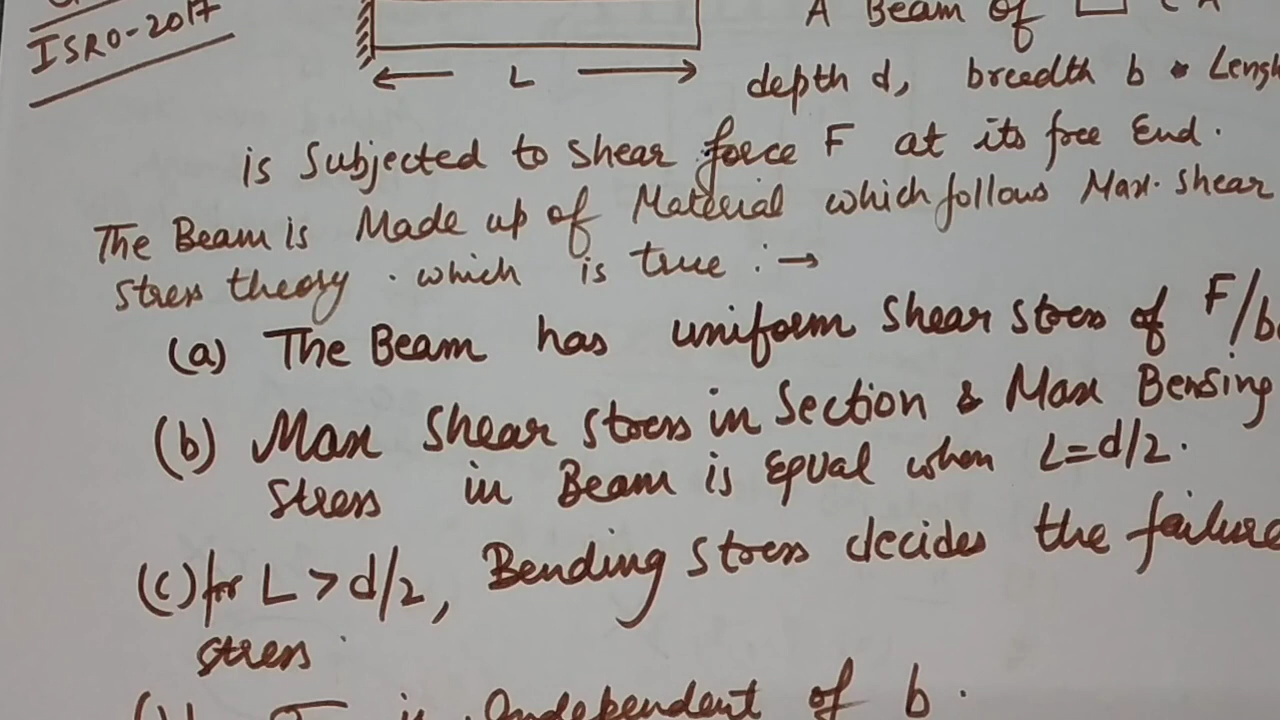 ISRO-2017
A Beam of
L
depth d, breadth b
is Subjected to shear force F at its free End.
The Beam is Made up of Material which follows Max. Shear
Stress theory. which is true :→
(a) The Beam has uniform Shear stress of F/b
(b) Max Shear stress in Section & Max Bensing
Stress in Beam is Equal when L=d/2.
(c) for L > d/2, Bending stress decides the failure
stress
is Independent of b.